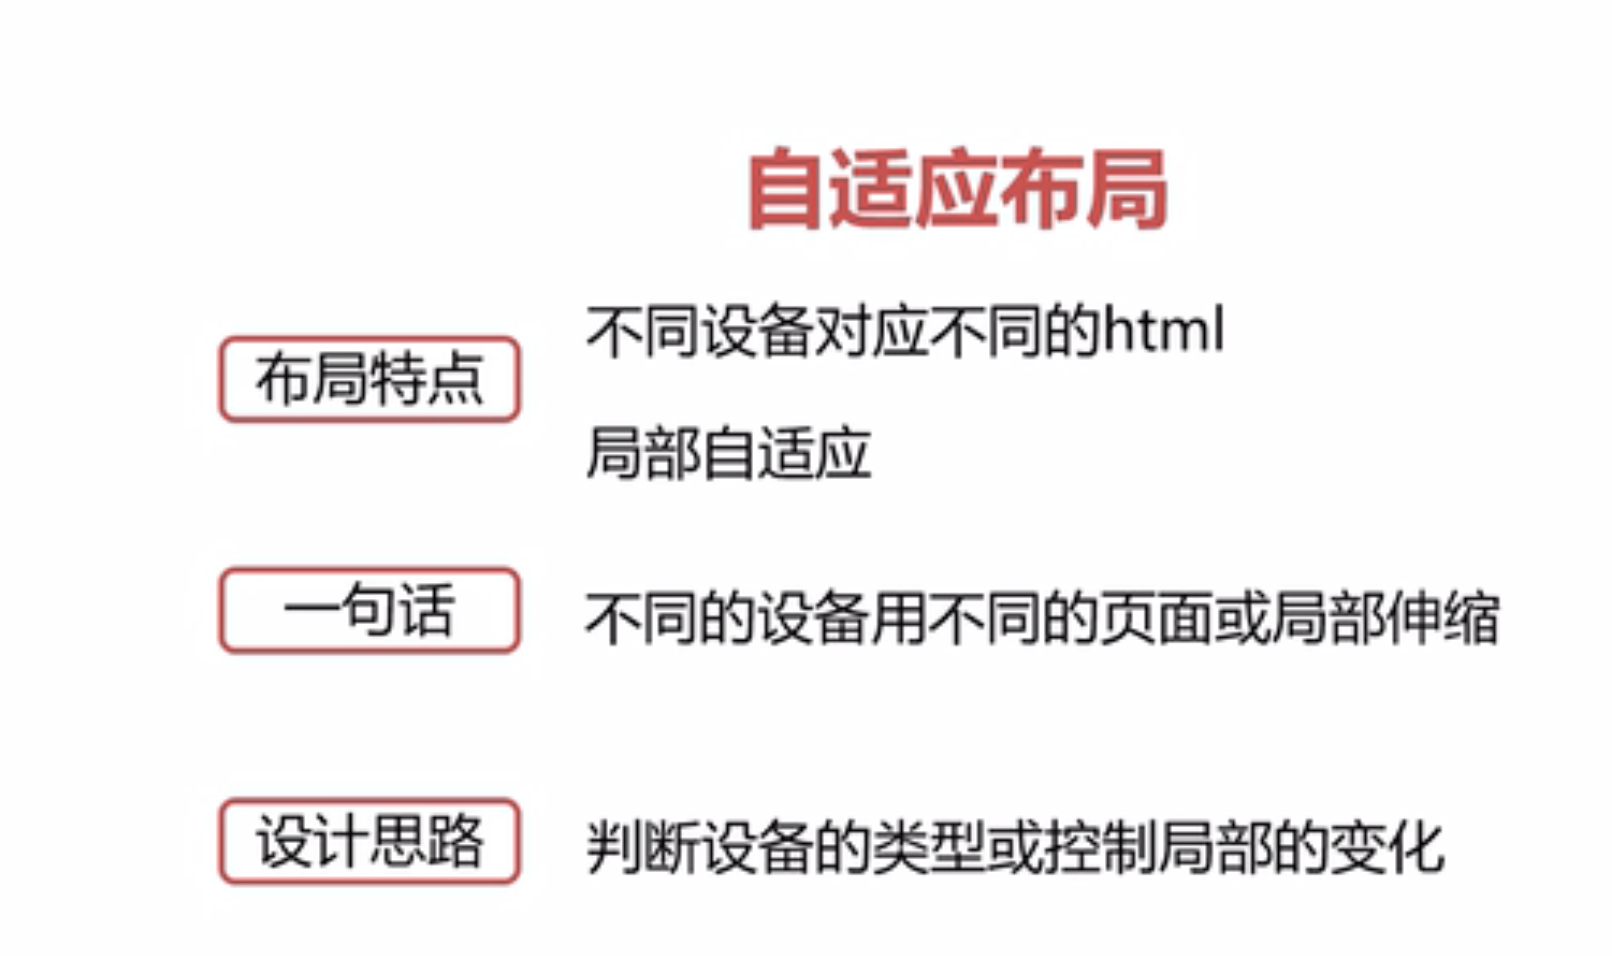 自适应布局
布局特点
不同设备对应不同的html
局部自适应
一句话
不同的设备用不同的页面或局部伸缩
设计思路
判断设备的类型或控制局部的变化